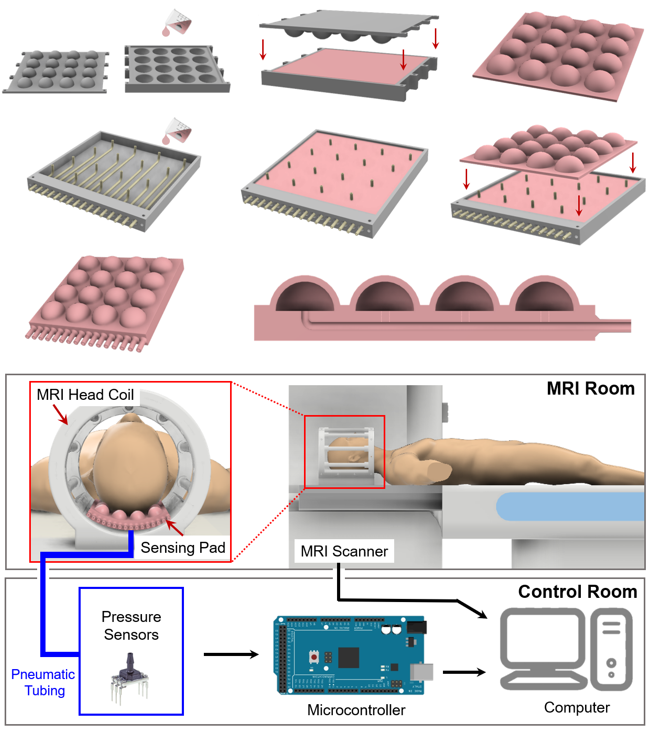 MRI Room
MRI Head Coil
Sensing Pad
MRI Scanner
Control Room
Pressure
Sensors
Pneumatic
Tubing
Microcontroller
Computer